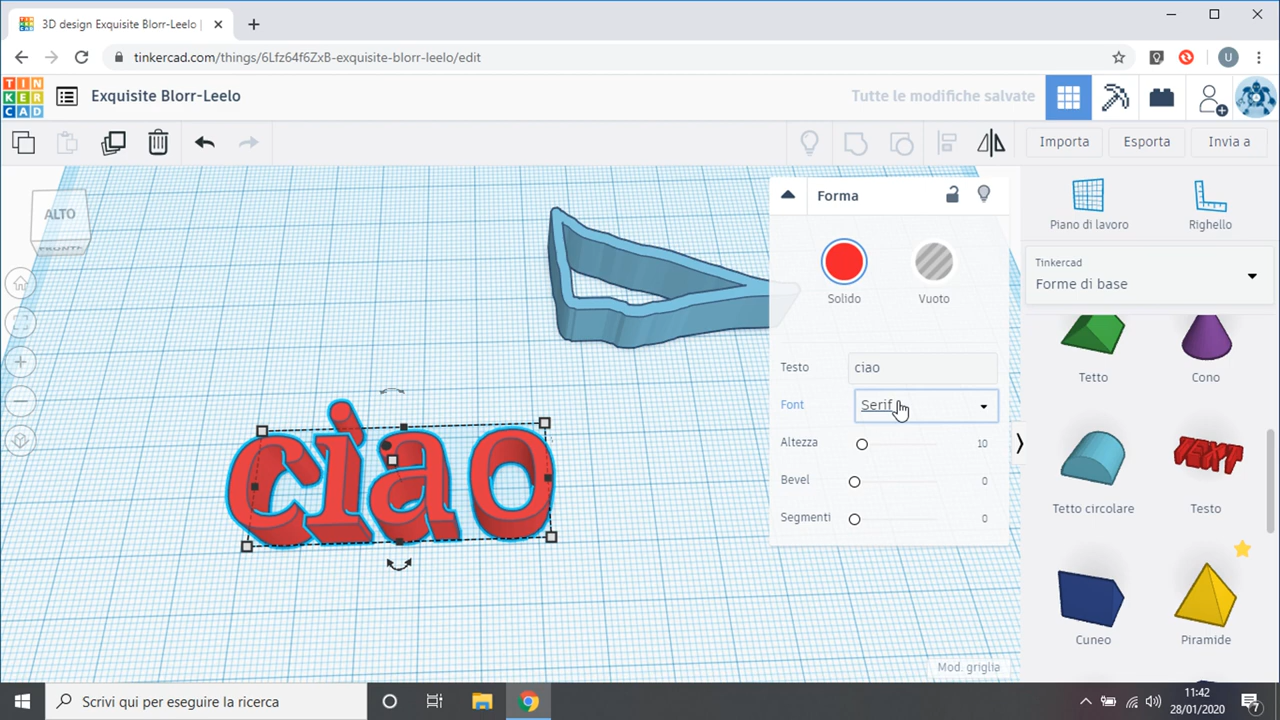 3D design Exquisite Blorr-Leelo |
tinkercad.com/things/6Lfz64f6ZxB-exquisite-blorr-leelo/edit
U
TIN
KER
CAD
Exquisite Blorr-Leelo
Tutte le modifiche salvate
Importa
Esporta
Invia a
ALTO
FRONTE
Forma
Solido
Vuoto
Testo
ciao
Font
Serif
Altezza
10
Bevel
0
Segmenti
0
ciao
Mod. griglia
Piano di lavoro
Righello
Tinkercad
Forme di base
Tetto
Cono
Tetto circolare
TEXT
Testo
Cuneo
Piramide
Scrivi qui per eseguire la ricerca
11:42
28/01/2020
7